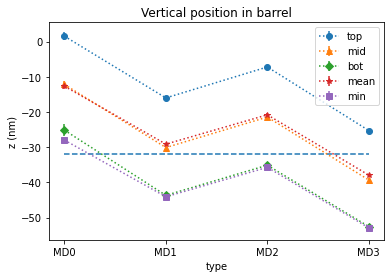 Vertical position in barrel
z (nm)
0
−10
−20
−30
−40
−50
top
mid
bot
mean
min
MD0 MD1 MD2 MD3
type